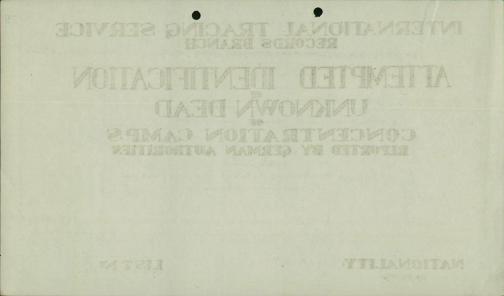 INTERNATIONAL TRACING SERVICE
RECORDS BRANCH
ATTEMPTED IDENTIFICATION
OF
UNKNOWN DEAD
OF
CONCENTRATION CAMPS
REPORTED BY GERMAN AUTHORITIES
NATIONALITY
LIST Nº